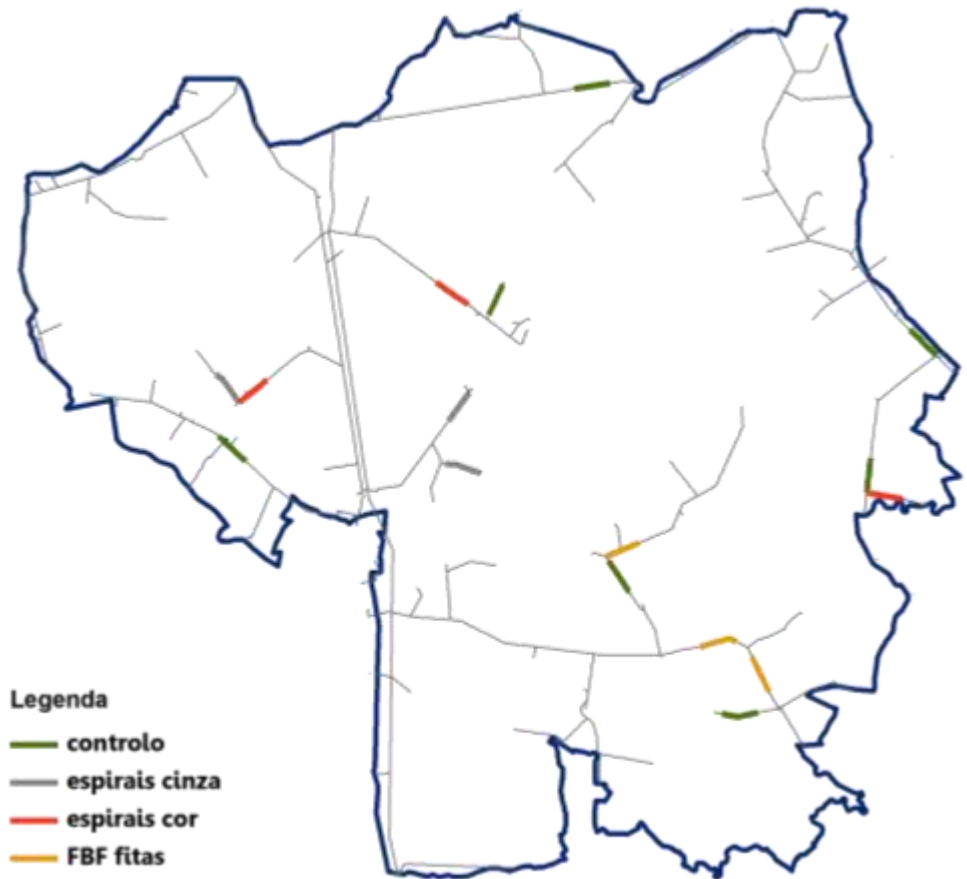 Legenda
controlo
espirais cinza
espirais cor
FBF fitas